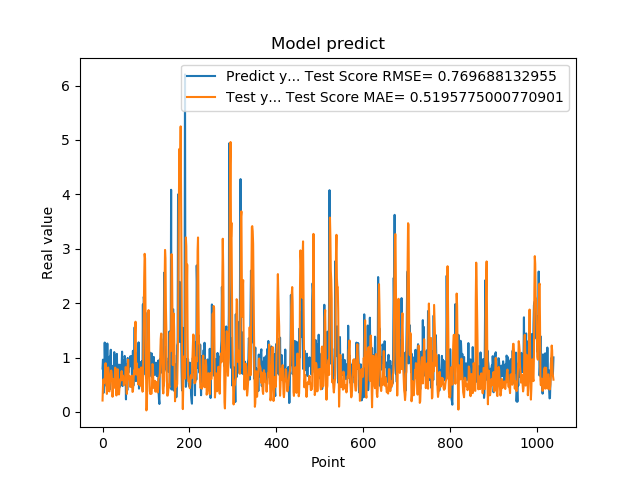 Model predict
Predict y... Test Score RMSE= 0.769688132955
Test y... Test Score MAE= 0.5195775000770901
Real value
6
5
4
3
2
1
0
0 200 400 600 800 1000
Point